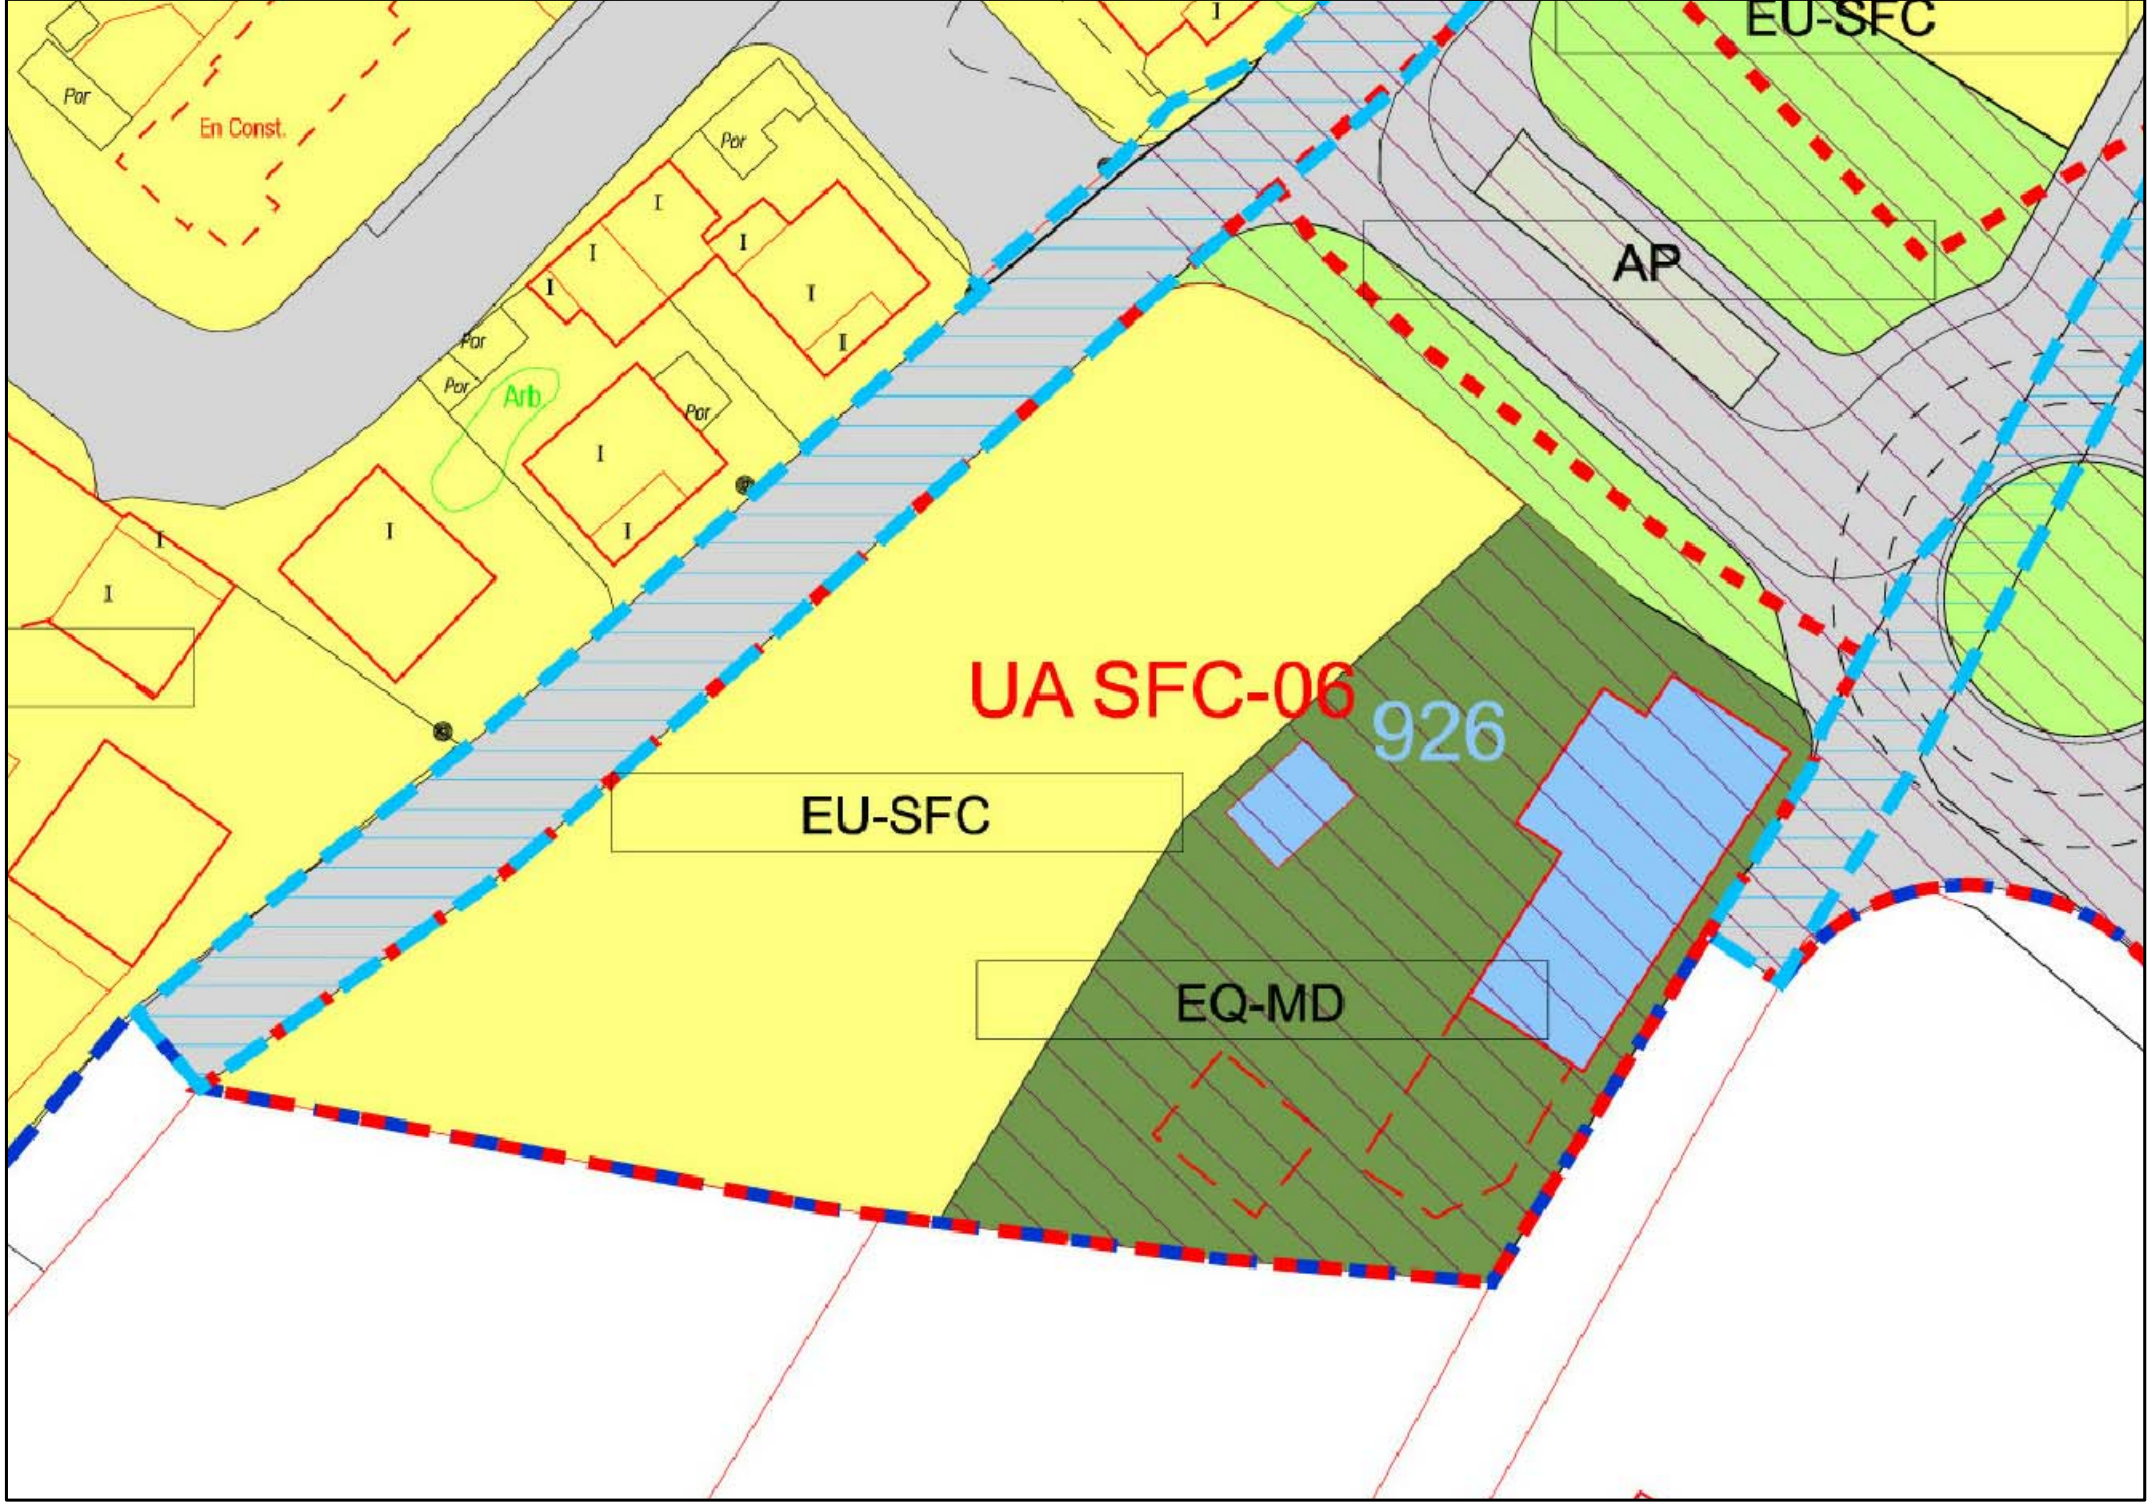 I
EU-SFC
Por
En Const.
Por
I
I
I
I
I
I
AP
Por
Por
Arb
Por
I
I
I
I
I
UA SFC-06
926
EU-SFC
EQ-MD